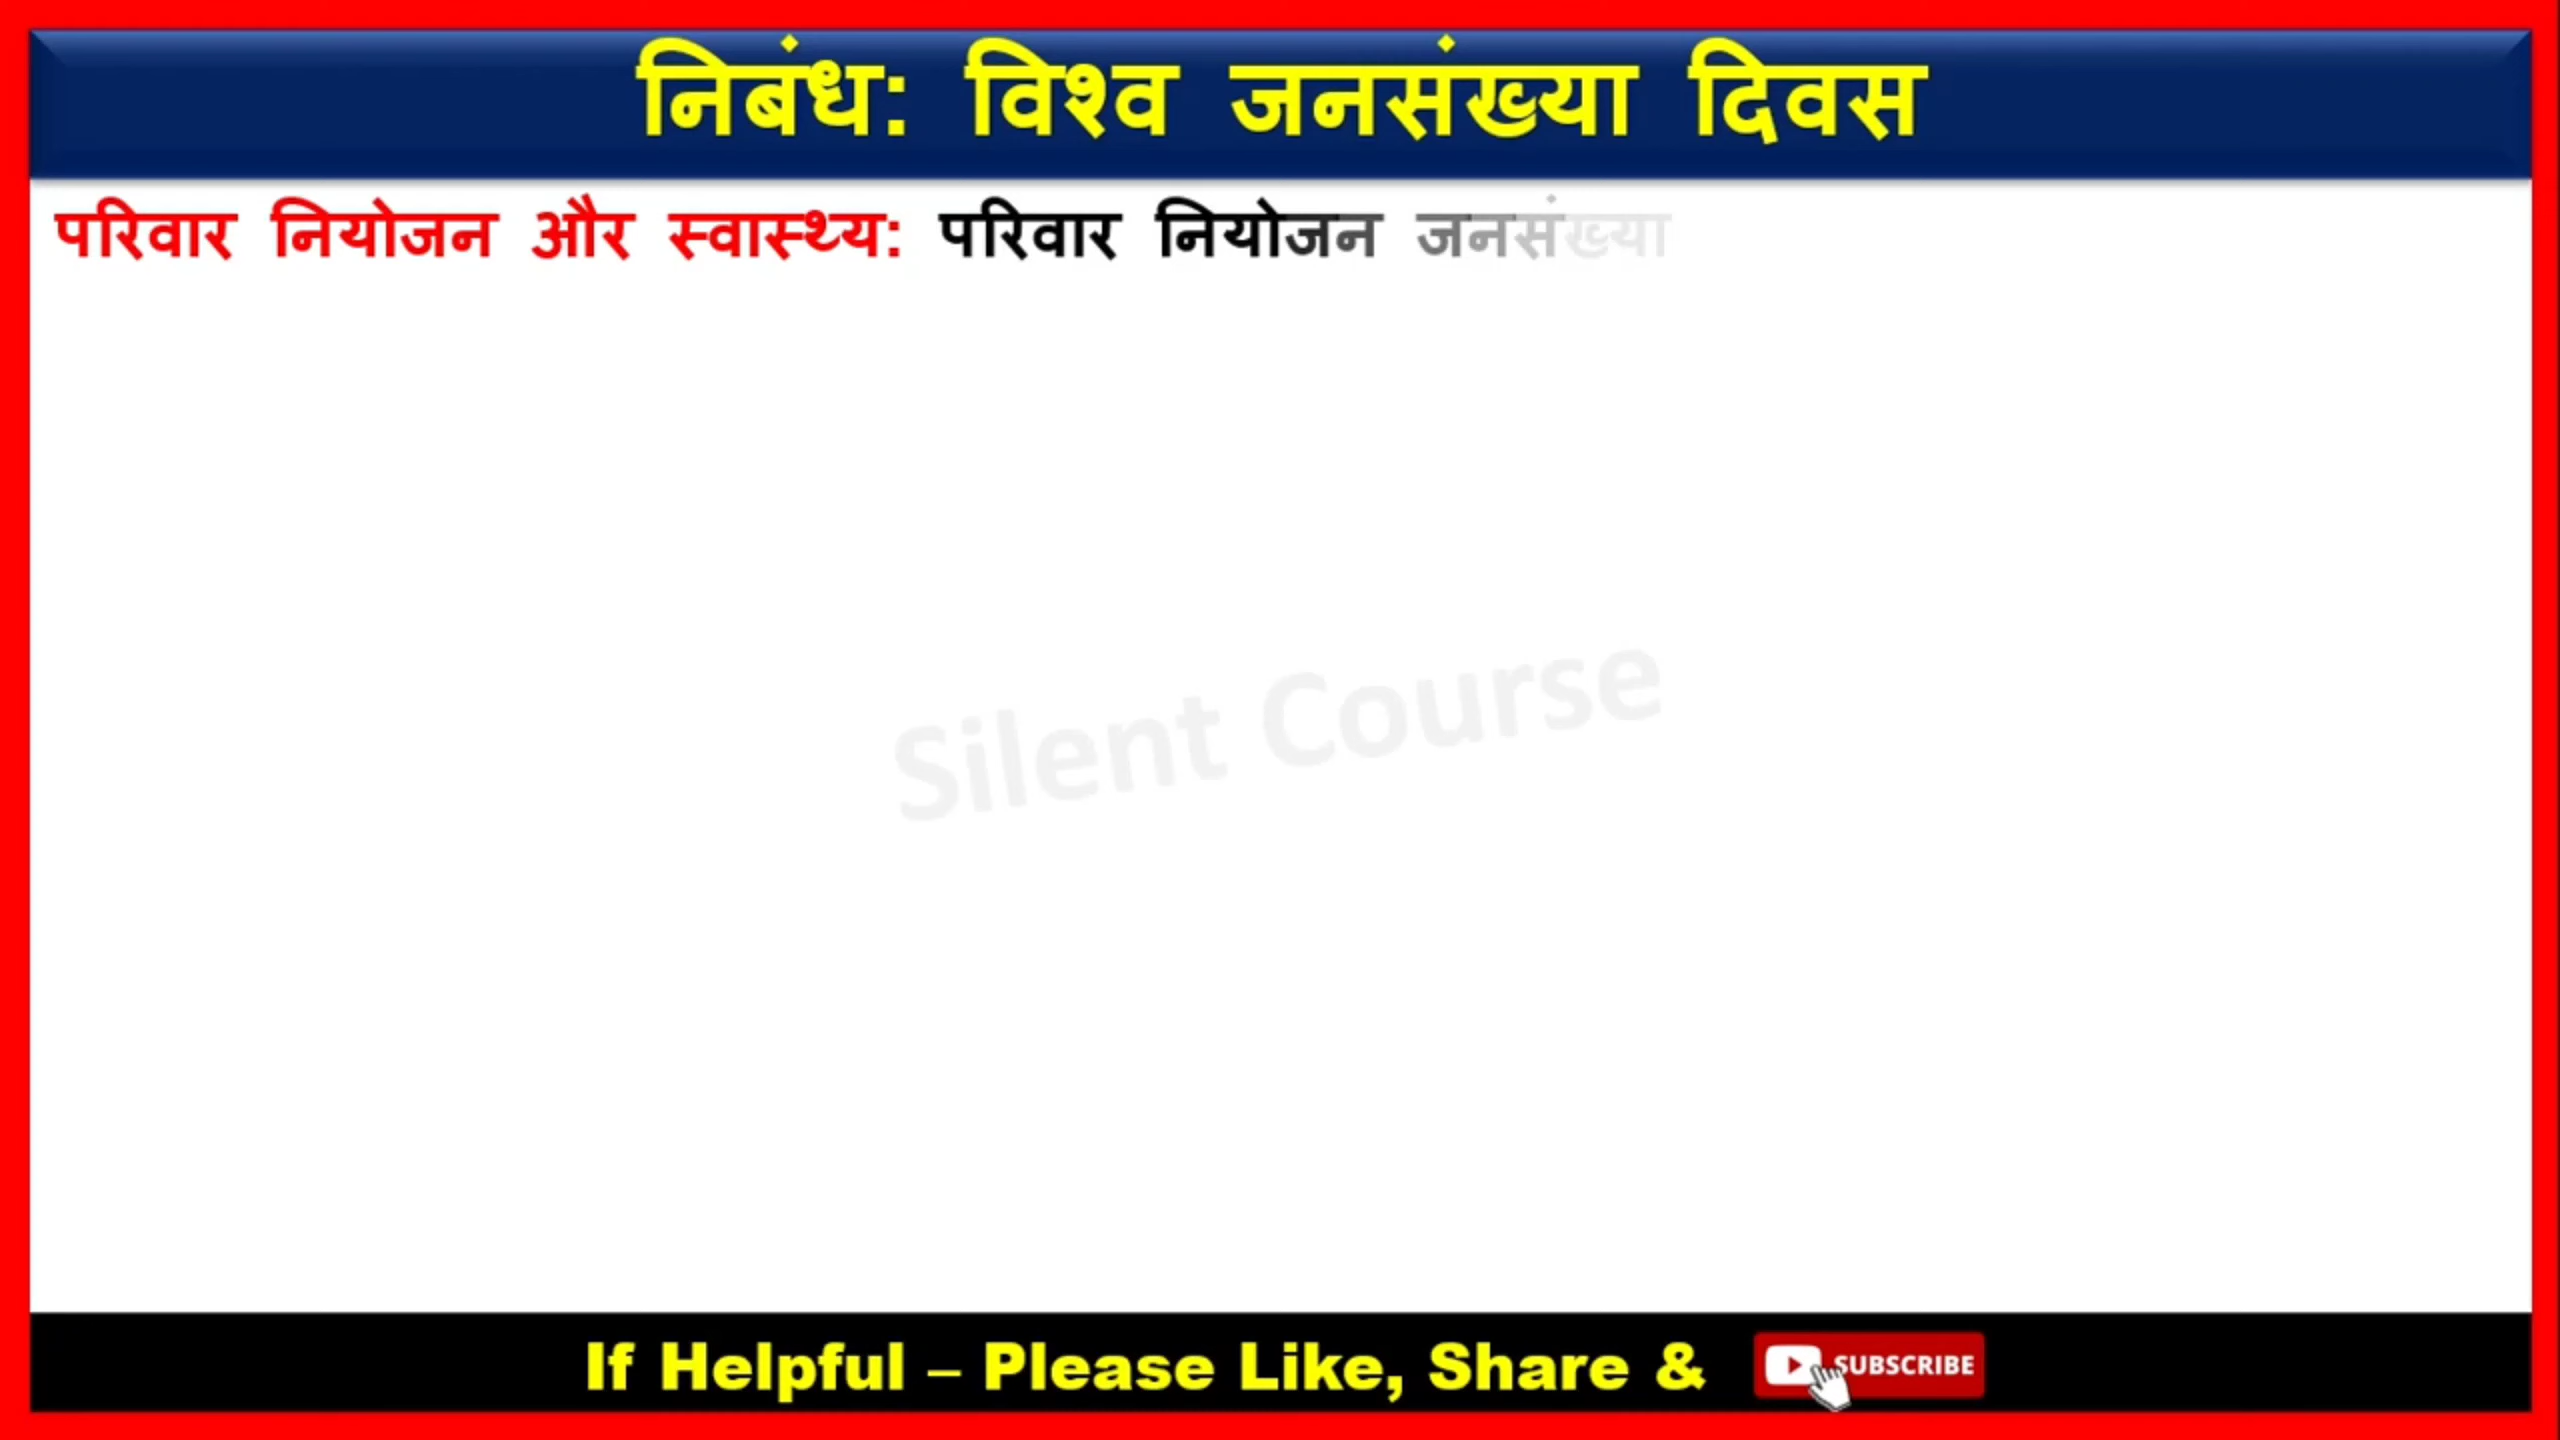 निबंध: विश्व जनसंख्या दिवस
परिवार नियोजन और स्वास्थ्य: परिवार नियोजन जनसंख्या
Silent Course
If Helpful – Please Like, Share & SUBSCRIBE